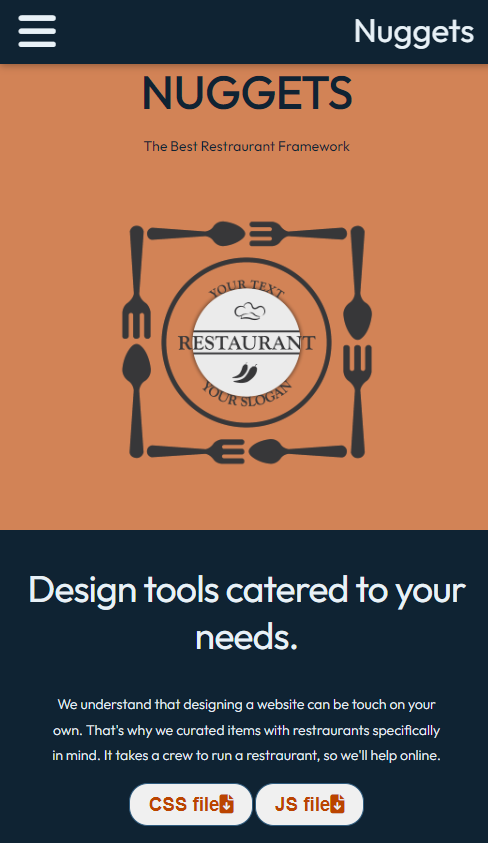 Nuggets
NUGGETS
The Best Restraurant Framework
YOUR TEXT
RESTAURANT
YOUR SLOGAN
Design tools catered to your
needs.
We understand that designing a website can be touch on your
own. That's why we curated items with restraurants specifically
in mind. It takes a crew to run a restraurant, so we'll help online.
CSS file
JS file